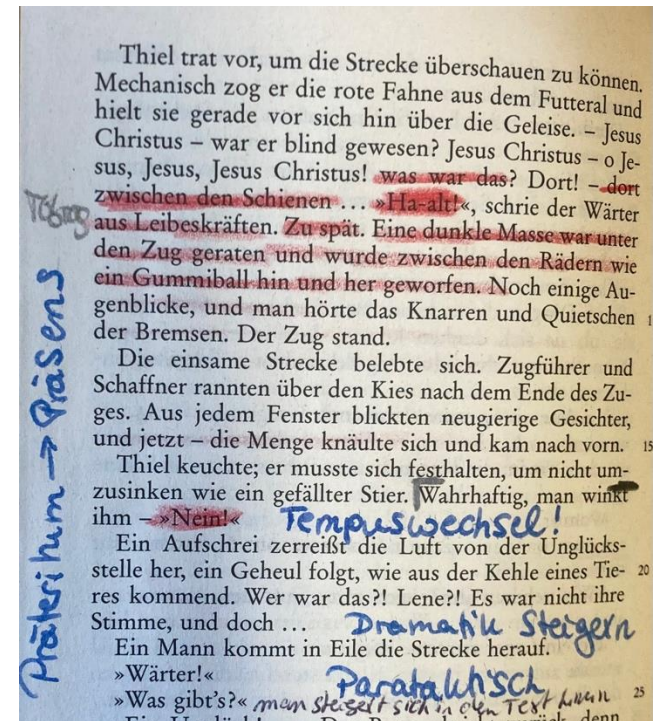 Thiel trat vor, um die Strecke überschauen zu können.
Mechanisch zog er die rote Fahne aus dem Futteral und
hielt sie gerade vor sich hin über die Geleise. – Jesus
Christus – war er blind gewesen? Jesus Christus – o Je-
sus, Jesus, Jesus Christus! was war das? Dort! – dort
zwischen den Schienen … »Ha-alt!«, schrie der Wärter
aus Leibeskräften. Zu spät. Eine dunkle Masse war unter
den Zug geraten und wurde zwischen den Rädern wie
ein Gummiball hin und her geworfen. Noch einige Au-
genblicke, und man hörte das Knarren und Quietschen 1
der Bremsen. Der Zug stand.
Die einsame Strecke belebte sich. Zugführer und
Schaffner rannten über den Kies nach dem Ende des Zu-
ges. Aus jedem Fenster blickten neugierige Gesichter,
und jetzt – die Menge knäulte sich und kam nach vorn. 15
Thiel keuchte; er musste sich festhalten, um nicht um-
zusinken wie ein gefällter Stier. Wahrhaftig, man winkt
ihm – »Nein!« Tempuswechsel!
Ein Aufschrei zerreißt die Luft von der Unglücks-
stelle her, ein Geheul folgt, wie aus der Kehle eines Tie- 20
res kommend. Wer war das?! Lene?! Es war nicht ihre
Stimme, und doch … Dramatik Steigern
Ein Mann kommt in Eile die Strecke herauf.
»Wärter!« Parataktisch
»Was gibt's?« man steigert sich in den Text hinein 25
Präteritum → Präsens